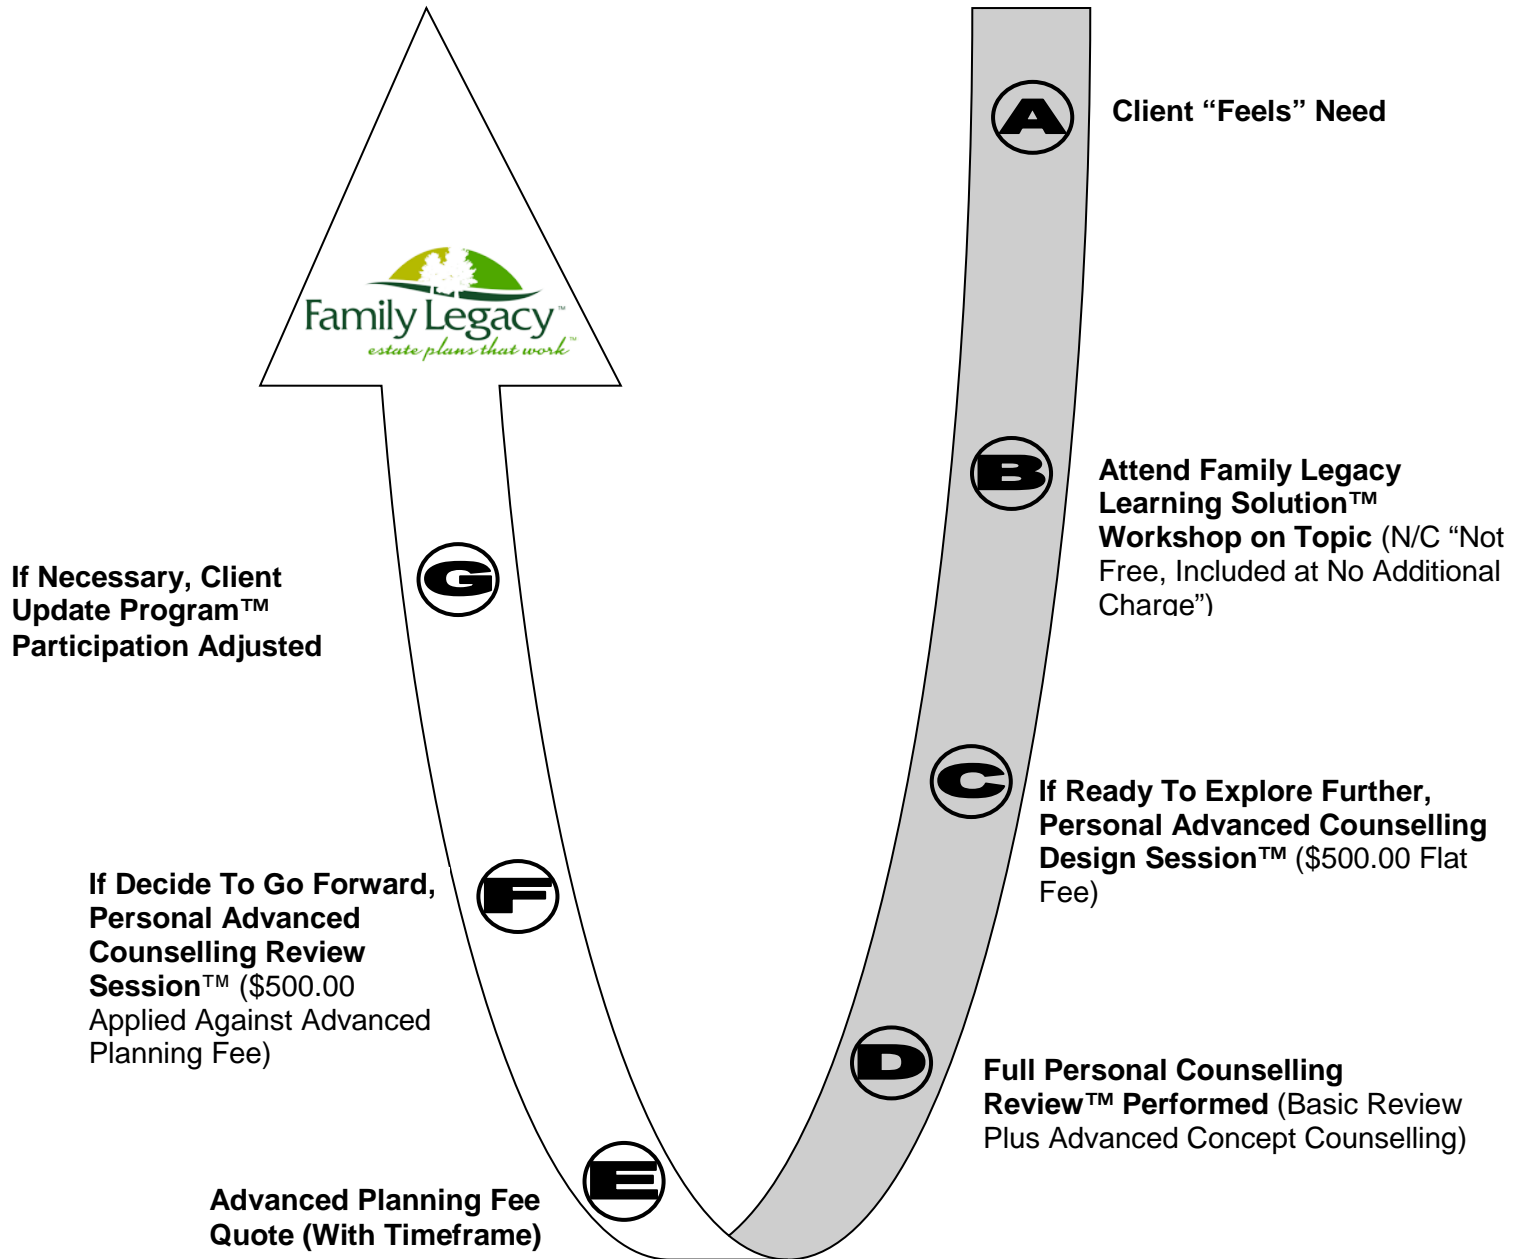 A
Client “Feels” Need
B
Attend Family Legacy
Learning Solution™
Workshop on Topic (N/C “Not
Free, Included at No Additional
Charge”)
C
If Ready To Explore Further,
Personal Advanced Counselling
Design Session™ ($500.00 Flat
Fee)
D
Full Personal Counselling
Review™ Performed (Basic Review
Plus Advanced Concept Counselling)
E
Advanced Planning Fee
Quote (With Timeframe)
F
If Decide To Go Forward,
Personal Advanced
Counselling Review
Session™ ($500.00
Applied Against Advanced
Planning Fee)
G
If Necessary, Client
Update Program™
Participation Adjusted
Family Legacy™
estate plans that work™